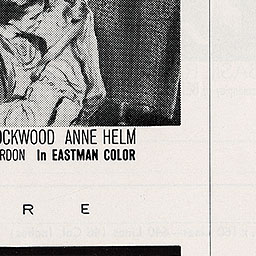 OCKWOOD ANNE HELM
RDON In EASTMAN COLOR
R E